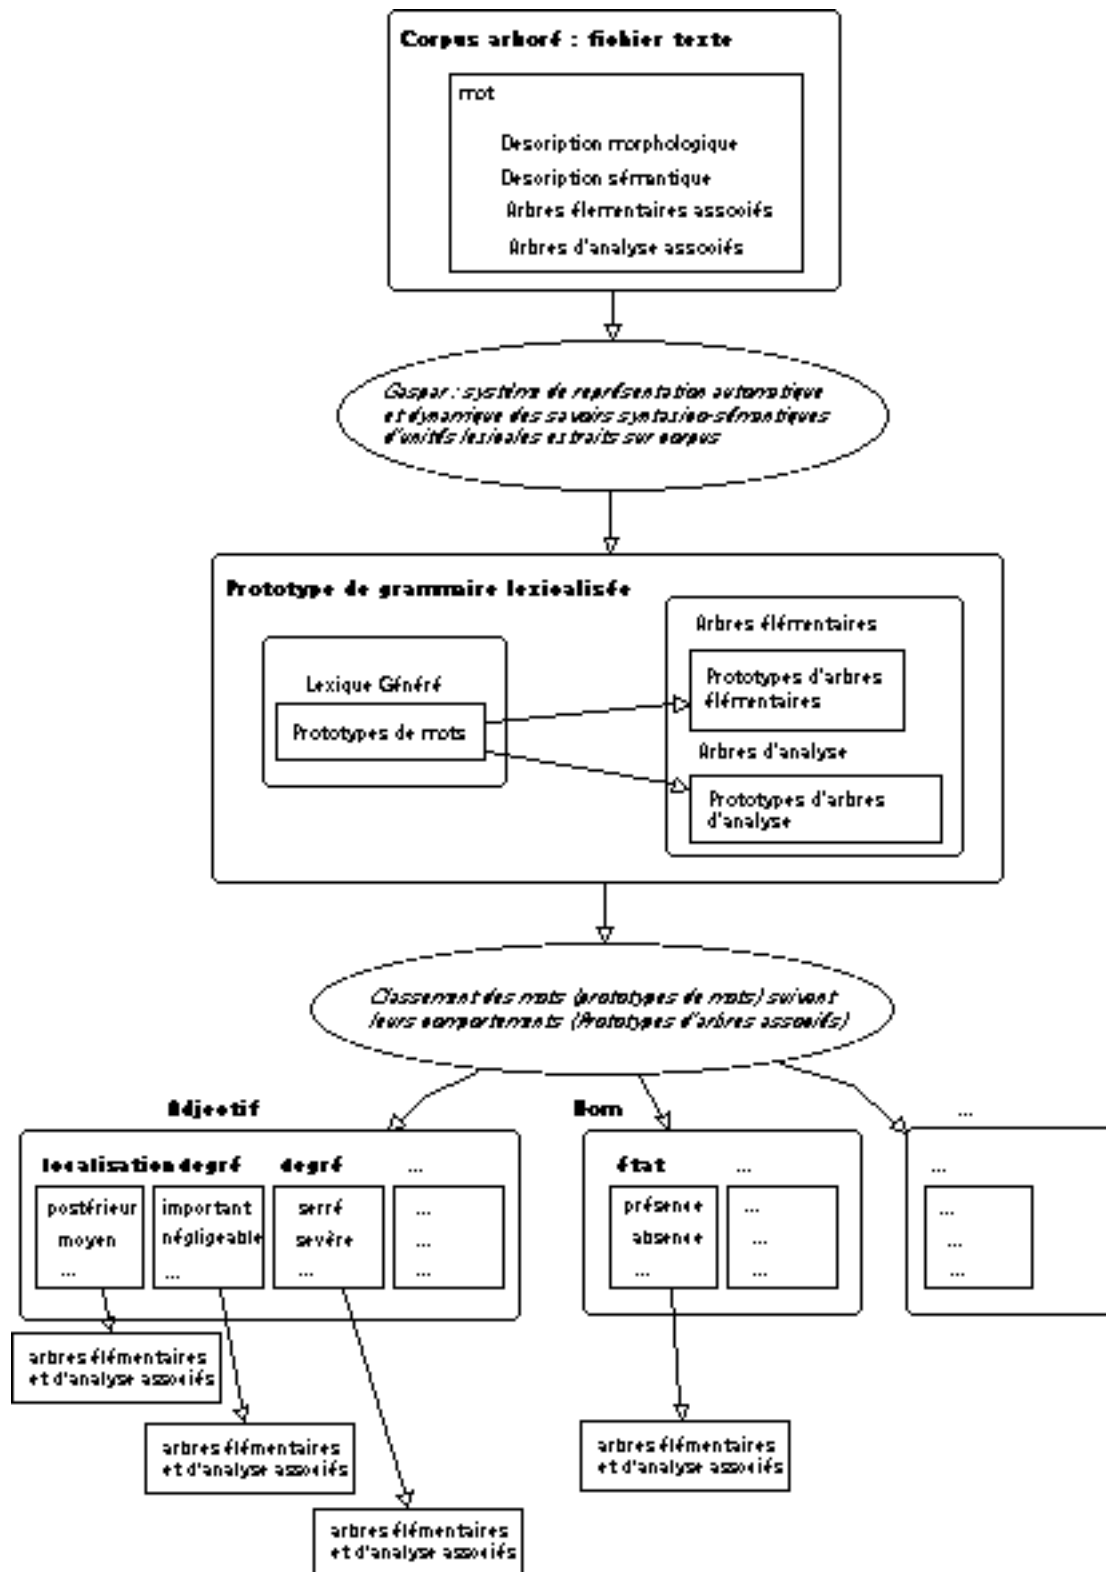 Corpus arboré : fichier texte
mot
Description morphologique
Description sémantique
Arbres élementaires associés
Arbres d'analyse associés
Gaspar : système de représentation automatique
et dynamique des savoirs syntaxico-sémantiques
d'unités lexicales extraits sur corpus
Prototype de grammaire lexicalisée
Arbres élémentaires
Lexique Généré
Prototypes d'arbres
élémentaires
Prototypes de mots
Arbres d'analyse
Prototypes d'arbres
d'analyse
Classement des mots (prototypes de mots) suivant
leurs comportements (Prototypes d'arbres associés)
Adjectif
Nom
...
localisation degré degré ...
état ...
...
postérieur
moyen
...
important
négligeable
...
serré
sevère
...
...
...
...
présence
absence
...
...
...
...
...
...
...
arbres élémentaires
et d'analyse associés
arbres élémentaires
et d'analyse associés
arbres élémentaires
et d'analyse associés
arbres élémentaires
et d'analyse associés